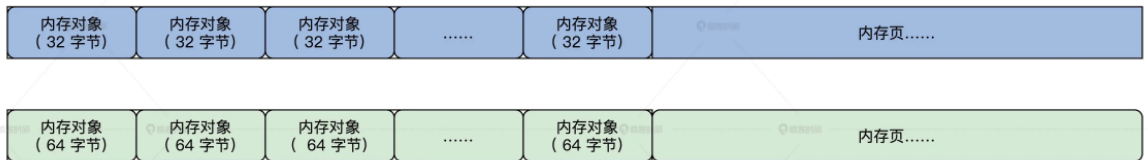 内存对象 内存对象 内存对象 内存对象
（ 32 字节) （ 32 字节) （ 32 字节) …… （ 32 字节) 内存页……
内存对象 内存对象 内存对象 内存对象
（ 64 字节) （ 64 字节) （ 64 字节) …… （ 64 字节) 内存页……